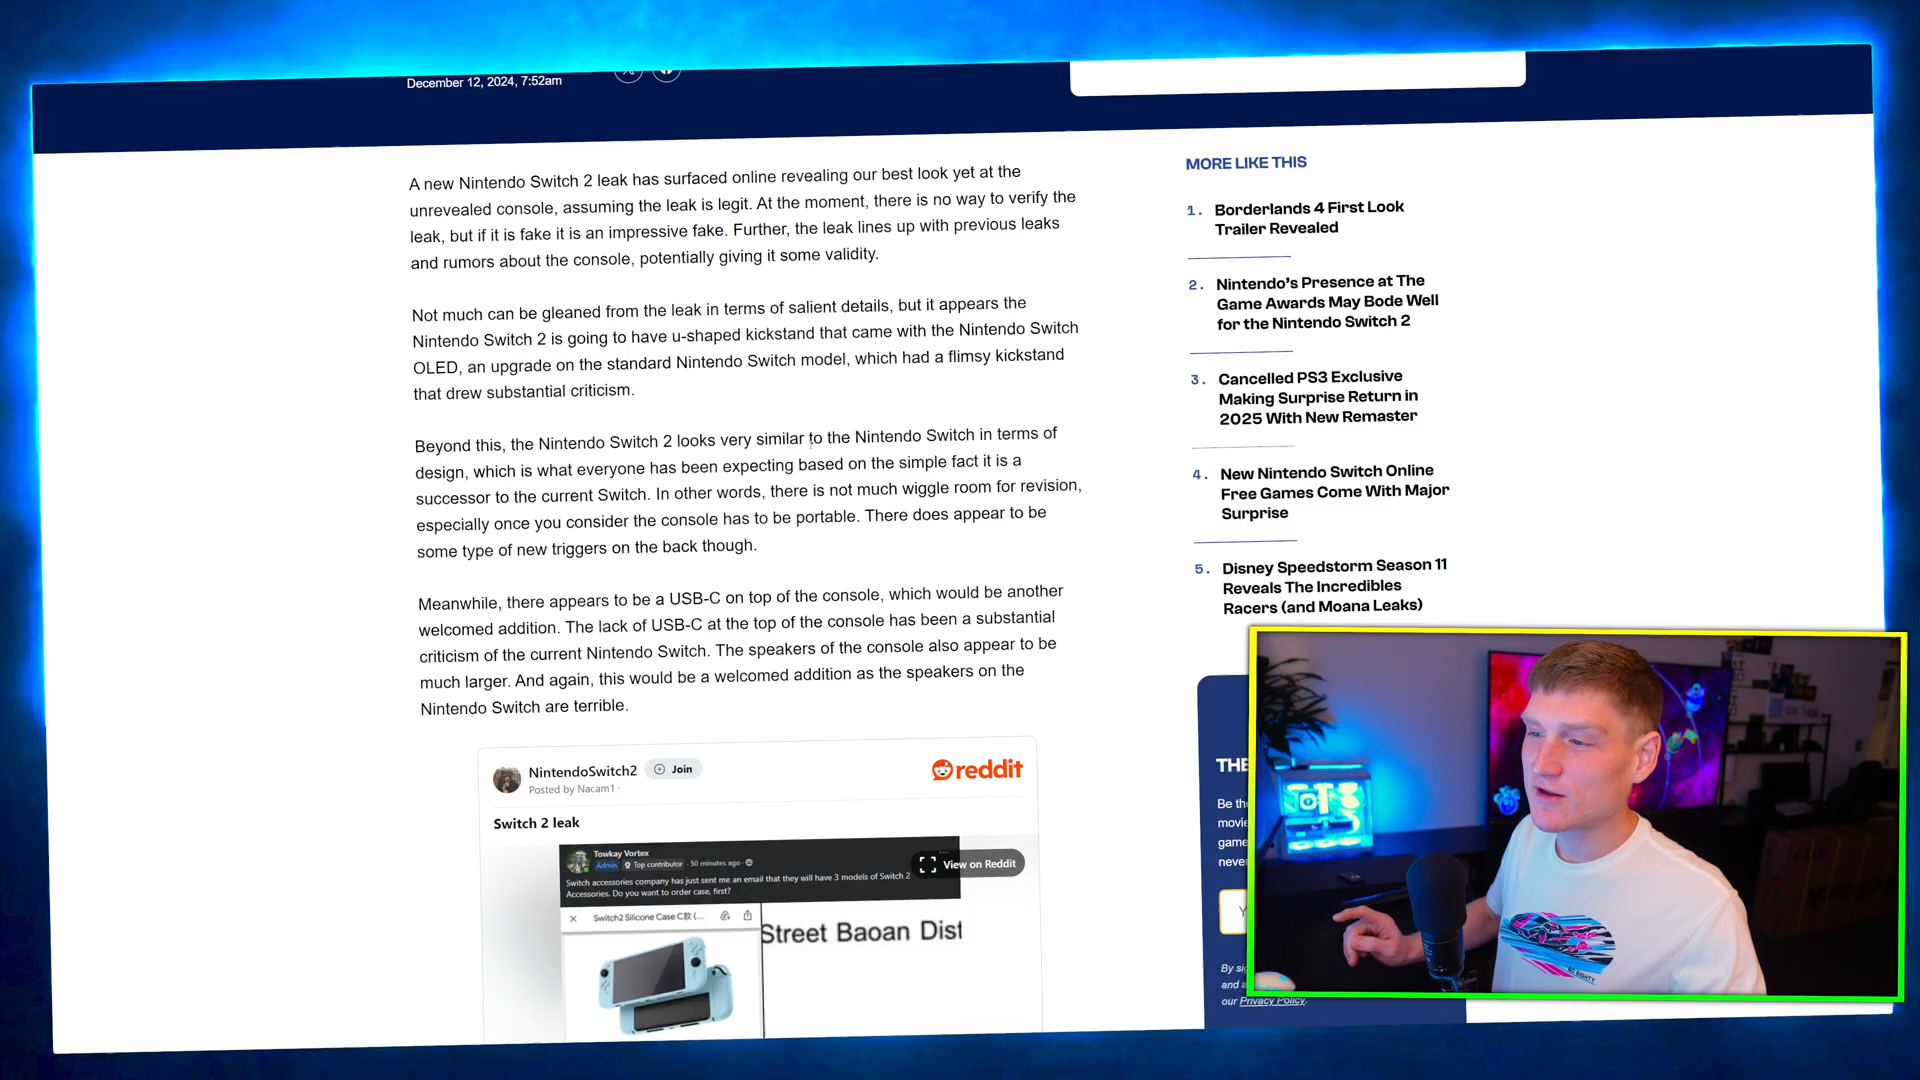 December 12, 2024, 7:52am
A new Nintendo Switch 2 leak has surfaced online revealing our best look yet at the
unrevealed console, assuming the leak is legit. At the moment, there is no way to verify the
leak, but if it is fake it is an impressive fake. Further, the leak lines up with previous leaks
and rumors about the console, potentially giving it some validity.
Not much can be gleaned from the leak in terms of salient details, but it appears the
Nintendo Switch 2 is going to have u-shaped kickstand that came with the Nintendo Switch
OLED, an upgrade on the standard Nintendo Switch model, which had a flimsy kickstand
that drew substantial criticism.
Beyond this, the Nintendo Switch 2 looks very similar to the Nintendo Switch in terms of
design, which is what everyone has been expecting based on the simple fact it is a
successor to the current Switch. In other words, there is not much wiggle room for revision,
especially once you consider the console has to be portable. There does appear to be
some type of new triggers on the back though.
Meanwhile, there appears to be a USB-C on top of the console, which would be another
welcomed addition. The lack of USB-C at the top of the console has been a substantial
criticism of the current Nintendo Switch. The speakers of the console also appear to be
much larger. And again, this would be a welcomed addition as the speakers on the
Nintendo Switch are terrible.
NintendoSwitch2 Join
Posted by Nacam1 ·
reddit
Switch 2 leak
Towkay Vortex
Admin Top contributor · 50 minutes ago ·
Switch accessories company has just sent me an email that they will have 3 models of Switch 2
Accessories. Do you want to order case, first?
View on Reddit
Switch2 Silicone Case C款 (...
Street Baoan Dist
MORE LIKE THIS
1. Borderlands 4 First Look
Trailer Revealed
2. Nintendo's Presence at The
Game Awards May Bode Well
for the Nintendo Switch 2
3. Cancelled PS3 Exclusive
Making Surprise Return in
2025 With New Remaster
4. New Nintendo Switch Online
Free Games Come With Major
Surprise
5. Disney Speedstorm Season 11
Reveals The Incredibles
Racers (and Moana Leaks)
THE
Be th
movie
game
neve
Y
By si
and a
our Privacy Policy.
80 EIGHTY